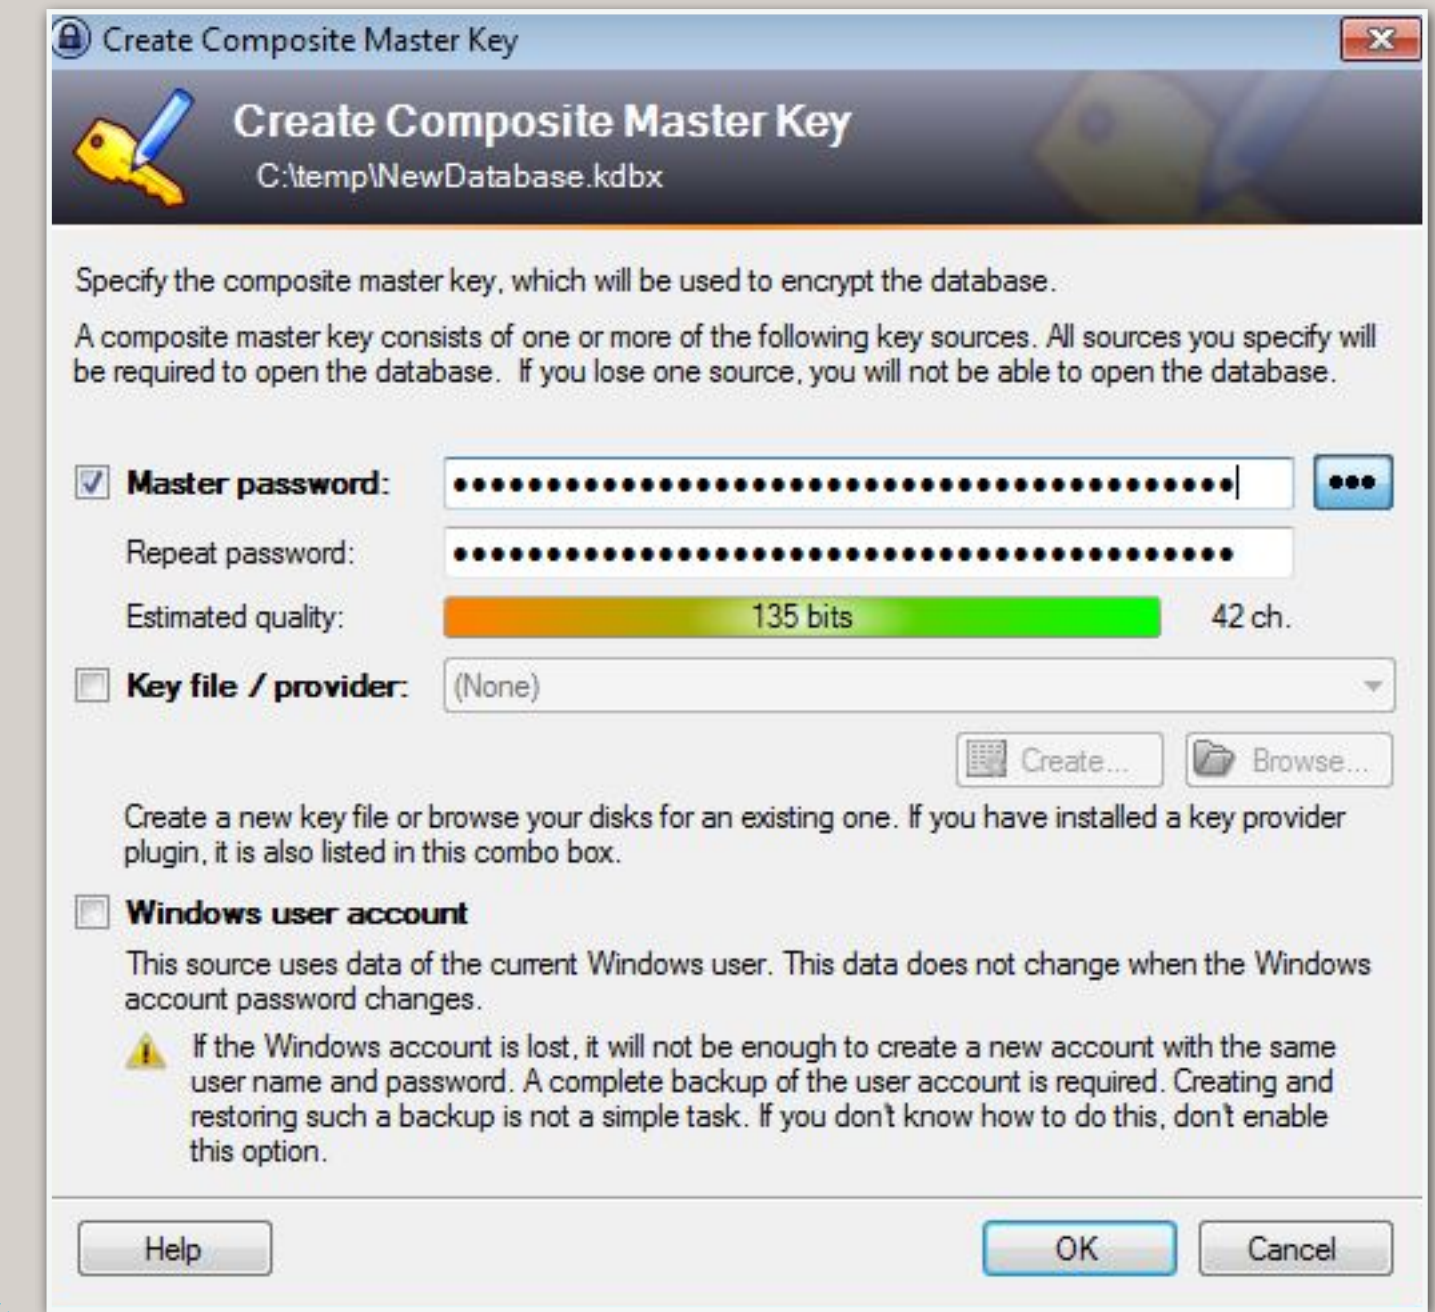 Create Composite Master Key
Create Composite Master Key
C:\temp\NewDatabase.kdbx
Specify the composite master key, which will be used to encrypt the database.
A composite master key consists of one or more of the following key sources. All sources you specify will
be required to open the database.  If you lose one source, you will not be able to open the database.
Master password: ••••••••••••••••••••••••••••••••••••••••••
Repeat password: ••••••••••••••••••••••••••••••••••••••••••
Estimated quality: 135 bits 42 ch.
Key file / provider: (None)
Create... Browse...
Create a new key file or browse your disks for an existing one. If you have installed a key provider
plugin, it is also listed in this combo box.
Windows user account
This source uses data of the current Windows user. This data does not change when the Windows
account password changes.
If the Windows account is lost, it will not be enough to create a new account with the same
user name and password. A complete backup of the user account is required. Creating and
restoring such a backup is not a simple task. If you don't know how to do this, don't enable
this option.
Help OK Cancel